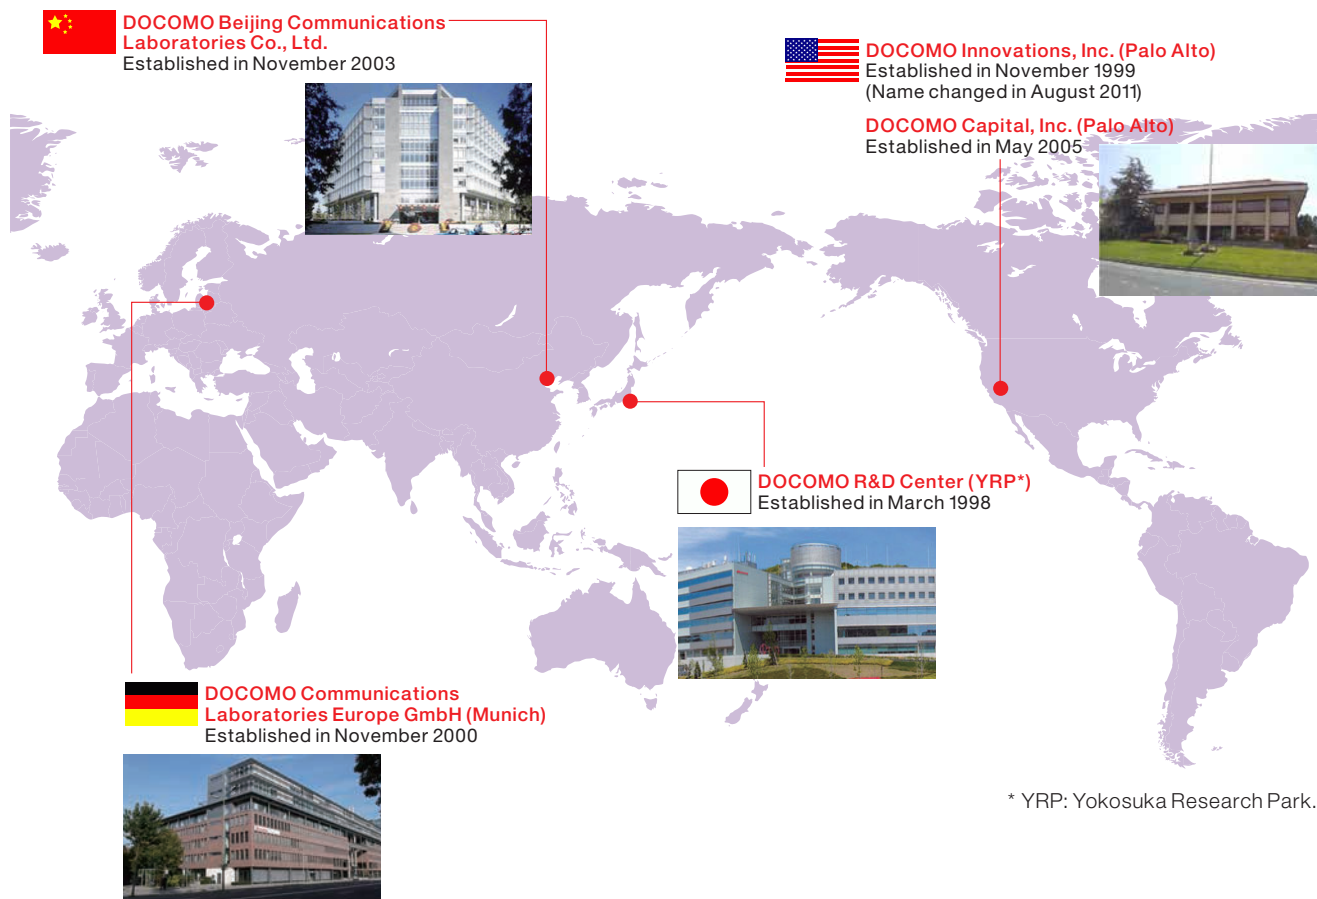 DOCOMO Beijing Communications
Laboratories Co., Ltd.
Established in November 2003
DOCOMO Innovations, Inc. (Palo Alto)
Established in November 1999
(Name changed in August 2011)
DOCOMO Capital, Inc. (Palo Alto)
Established in May 2005
DOCOMO R&D Center (YRP*)
Established in March 1998
DOCOMO Communications
Laboratories Europe GmbH (Munich)
Established in November 2000
* YRP: Yokosuka Research Park.